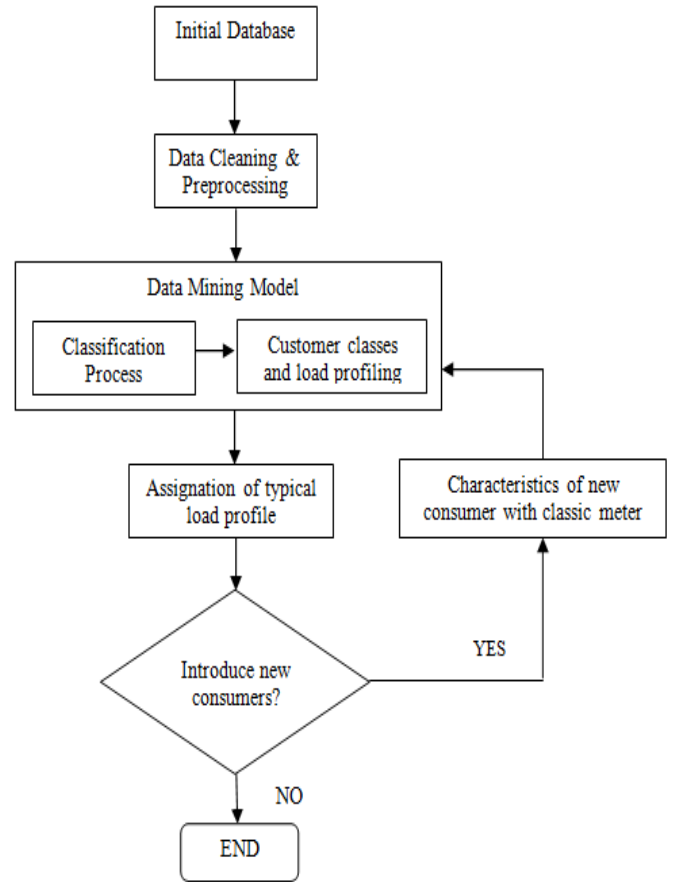 Initial Database
Data Cleaning &
Preprocessing
Data Mining Model
Classification
Process
Customer classes
and load profiling
Assignation of typical
load profile
Characteristics of new
consumer with classic meter
Introduce new
consumers?
YES
NO
END